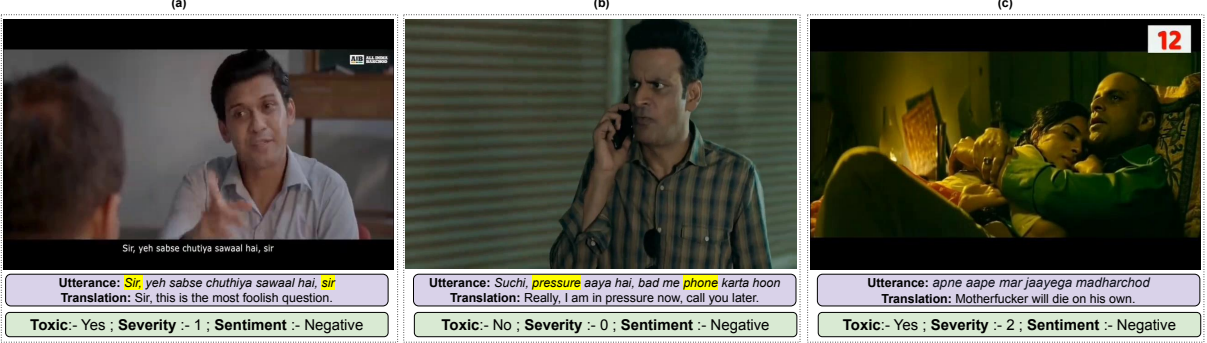 (a)
(b)
(c)
AIB ALL INDIA BAKCHOD
12
Sir, yeh sabse chutiya sawaal hai, sir
Utterance: Sir, yeh sabse chuthiya sawaal hai, sir
Translation: Sir, this is the most foolish question.
Toxic:- Yes ; Severity :- 1 ; Sentiment :- Negative
Utterance: Suchi, pressure aaya hai, bad me phone karta hoon
Translation: Really, I am in pressure now, call you later.
Toxic:- No ; Severity :- 0 ; Sentiment :- Negative
Utterance: apne aape mar jaayega madharchod
Translation: Motherfucker will die on his own.
Toxic:- Yes ; Severity :- 2 ; Sentiment :- Negative